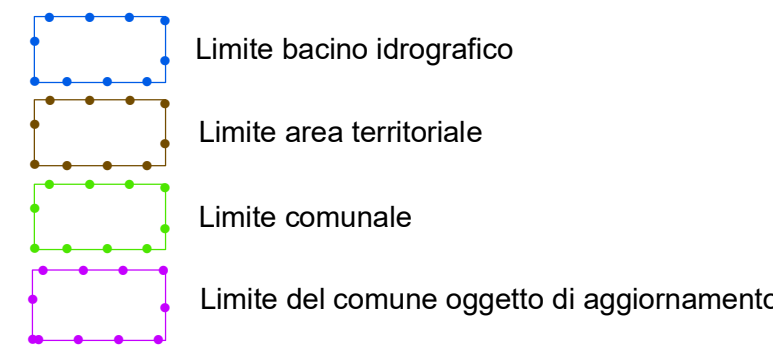 Limite bacino idrografico
Limite area territoriale
Limite comunale
Limite del comune oggetto di aggiornamento